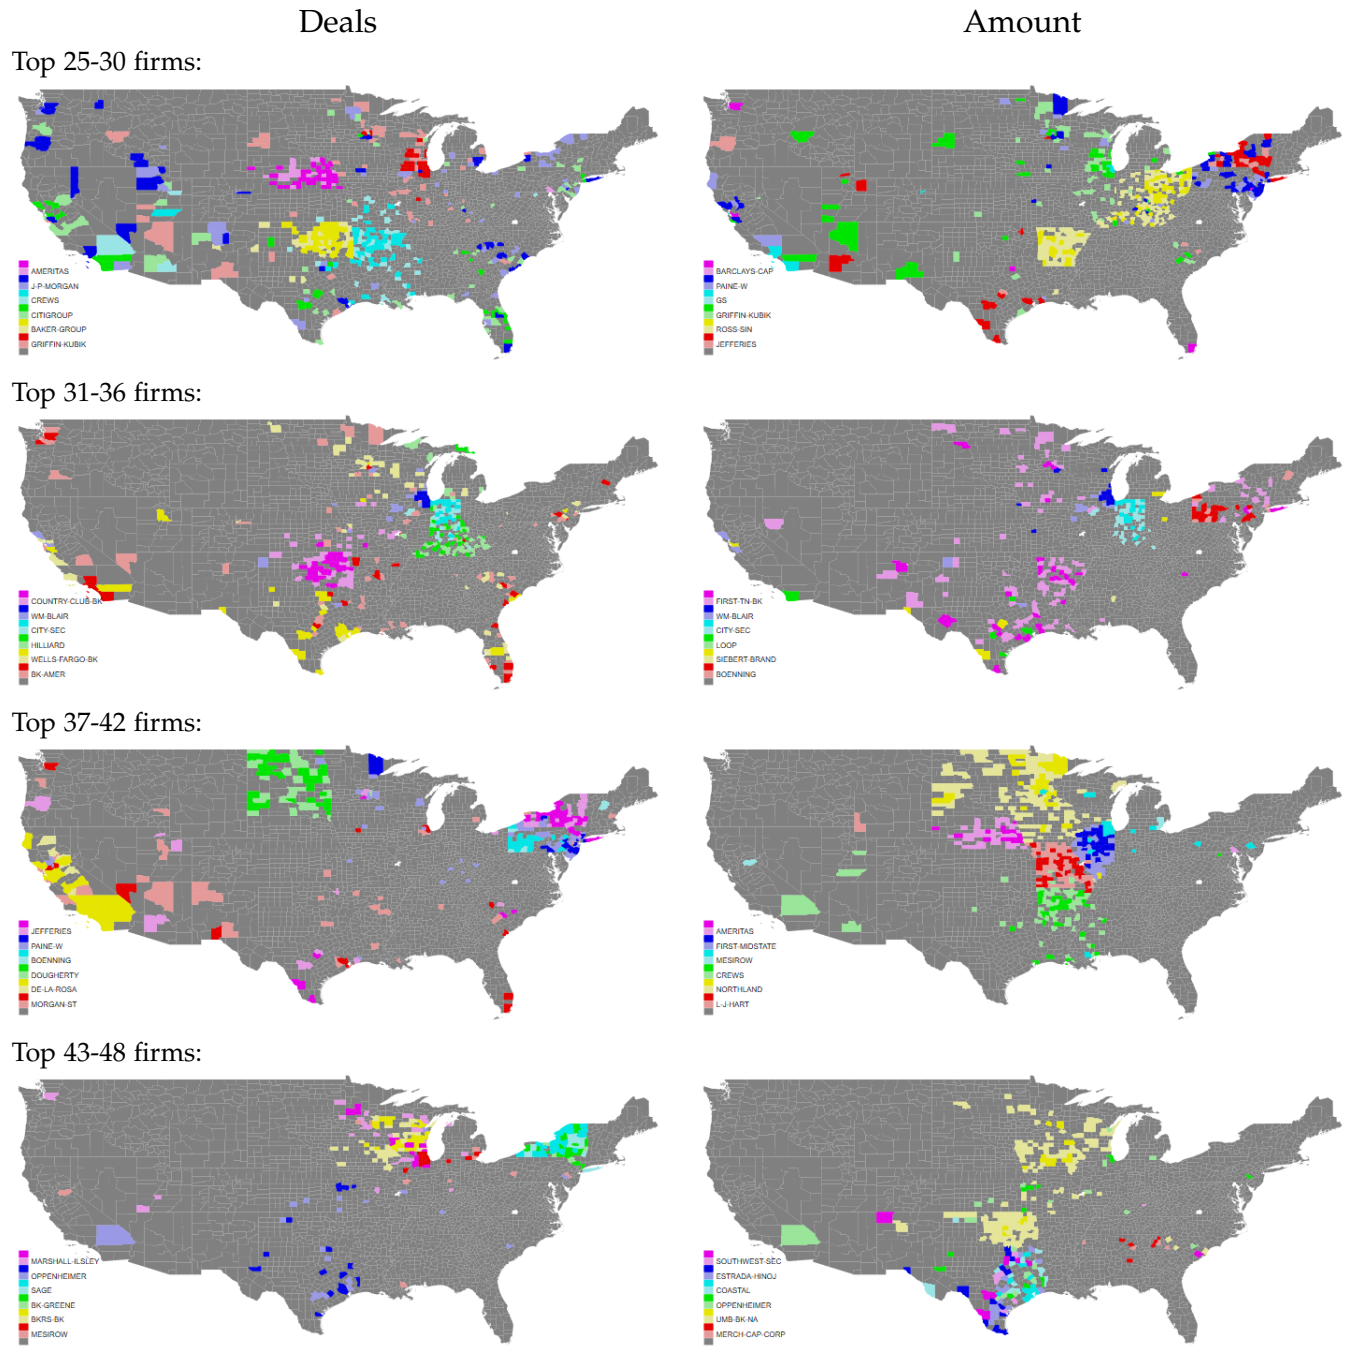 Deals
Amount
Top 25-30 firms:
AMERITAS
J-P-MORGAN
CREWS
CITIGROUP
BAKER-GROUP
GRIFFIN-KUBIK
BARCLAYS-CAP
PAINE-W
GS
GRIFFIN-KUBIK
ROSS-SIN
JEFFERIES
Top 31-36 firms:
COUNTRY-CLUB-BK
WM-BLAIR
CITY-SEC
HILLIARD
WELLS-FARGO-BK
BK-AMER
FIRST-TN-BK
WM-BLAIR
CITY-SEC
LOOP
SIEBERT-BRAND
BOENNING
Top 37-42 firms:
JEFFERIES
PAINE-W
BOENNING
DOUGHERTY
DE-LA-ROSA
MORGAN-ST
AMERITAS
FIRST-MIDSTATE
MESIROW
CREWS
NORTHLAND
L-J-HART
Top 43-48 firms:
MARSHALL-ILSLEY
OPPENHEIMER
SAGE
BK-GREENE
BKRS-BK
MESIROW
SOUTHWEST-SEC
ESTRADA-HINOJ
COASTAL
OPPENHEIMER
UMB-BK-NA
MERCH-CAP-CORP